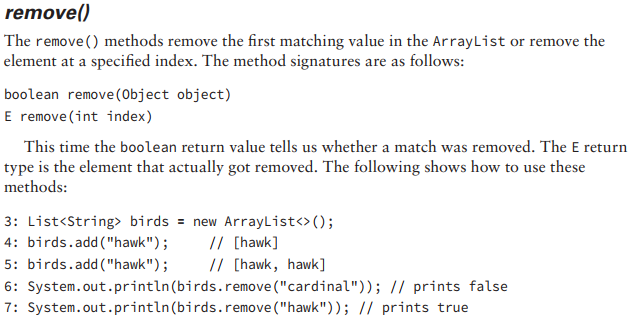 remove()
The remove() methods remove the first matching value in the ArrayList or remove the
element at a specified index. The method signatures are as follows:
boolean remove(Object object)
E remove(int index)
This time the boolean return value tells us whether a match was removed. The E return
type is the element that actually got removed. The following shows how to use these
methods:
3: List<String> birds = new ArrayList<>();
4: birds.add("hawk"); // [hawk]
5: birds.add("hawk"); // [hawk, hawk]
6: System.out.println(birds.remove("cardinal")); // prints false
7: System.out.println(birds.remove("hawk")); // prints true